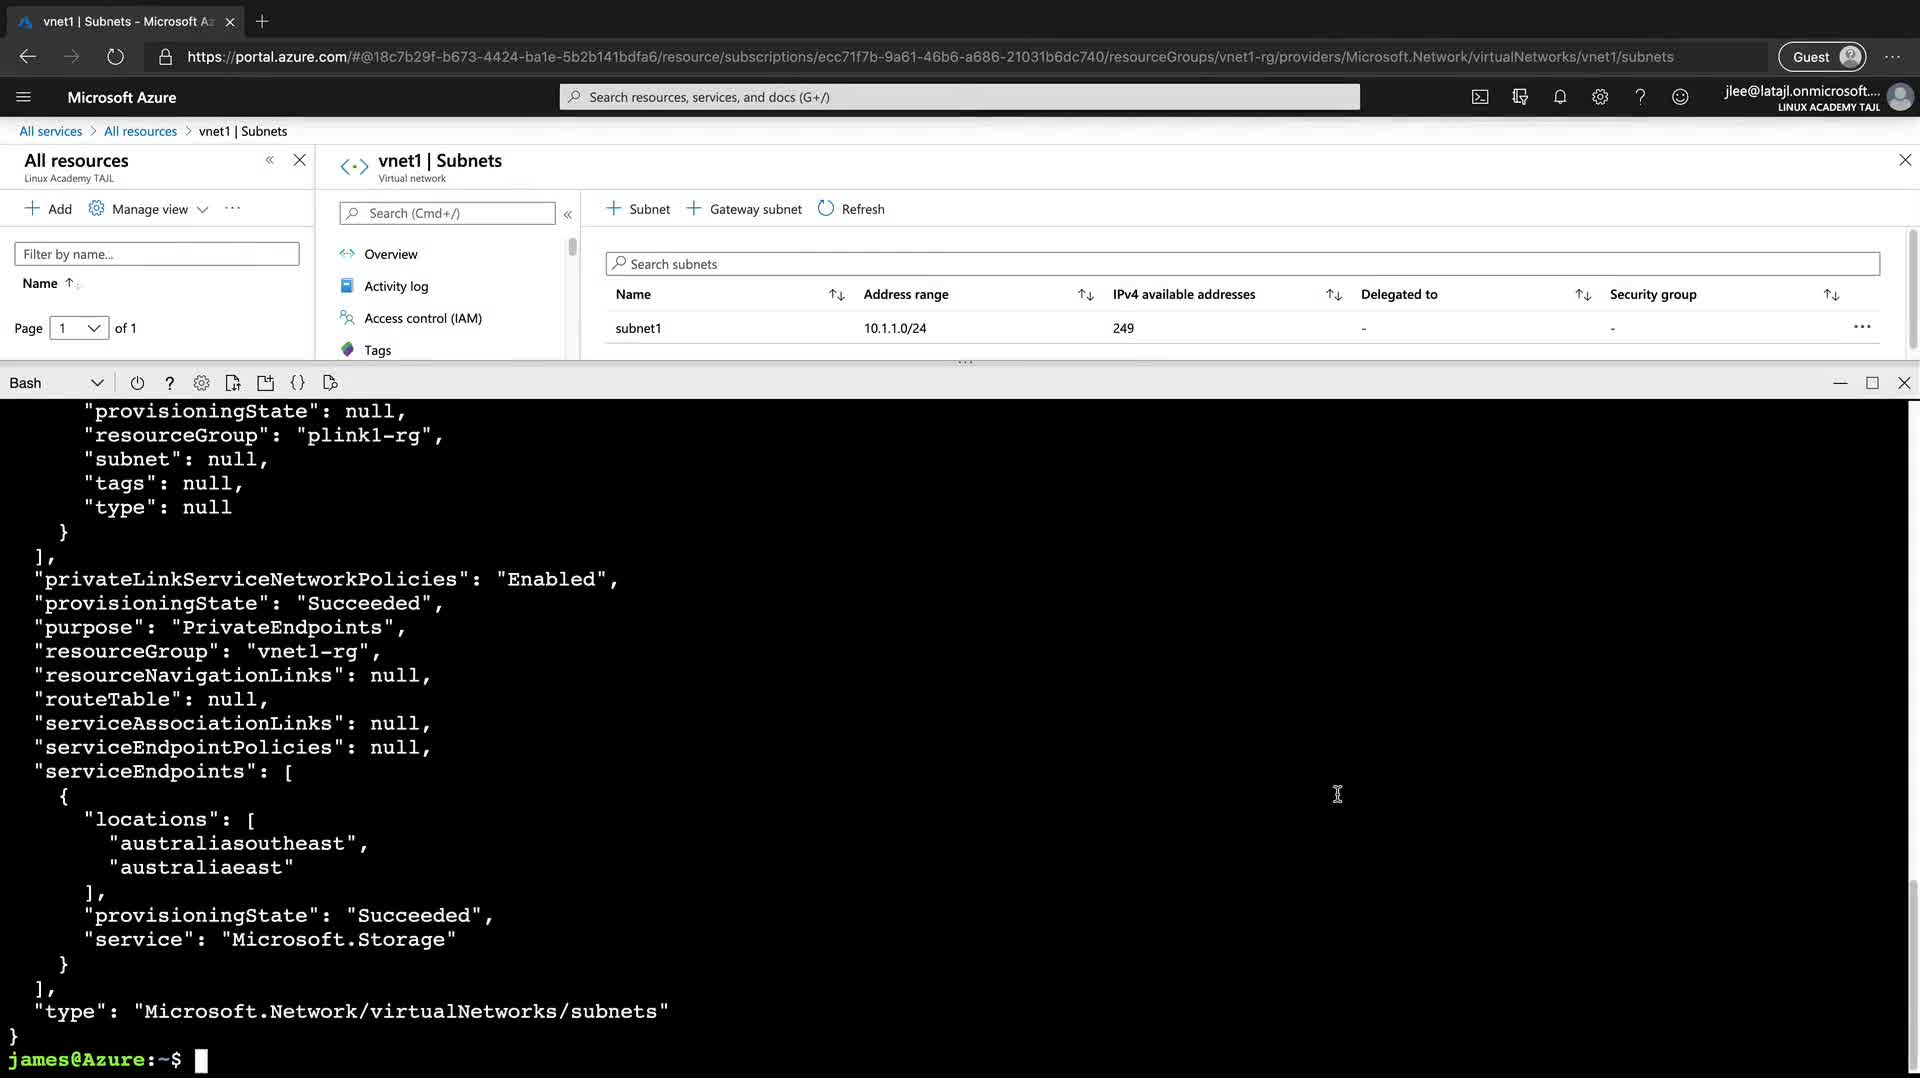 vnet1 | Subnets - Microsoft Az
https://portal.azure.com/#@18c7b29f-b673-4424-ba1e-5b2b141bdfa6/resource/subscriptions/ecc71f7b-9a61-46b6-a686-21031b6dc740/resourceGroups/vnet1-rg/providers/Microsoft.Network/virtualNetworks/vnet1/subnets
Guest
Microsoft Azure
Search resources, services, and docs (G+/)
jlee@latajl.onmicrosoft....
LINUX ACADEMY TAJL
All services > All resources > vnet1 | Subnets
All resources
Linux Academy TAJL
vnet1 | Subnets
Virtual network
Add Manage view ...
Search (Cmd+/)
Subnet Gateway subnet Refresh
Filter by name...
Overview
Search subnets
Name
Activity log
Name Address range IPv4 available addresses Delegated to Security group
Page 1 of 1
Access control (IAM)
subnet1 10.1.1.0/24 249 - -
Tags
Bash
"provisioningState": null,
"resourceGroup": "plink1-rg",
"subnet": null,
"tags": null,
"type": null
}
],
"privateLinkServiceNetworkPolicies": "Enabled",
"provisioningState": "Succeeded",
"purpose": "PrivateEndpoints",
"resourceGroup": "vnet1-rg",
"resourceNavigationLinks": null,
"routeTable": null,
"serviceAssociationLinks": null,
"serviceEndpointPolicies": null,
"serviceEndpoints": [
{
"locations": [
"australiasoutheast",
"australiaeast"
],
"provisioningState": "Succeeded",
"service": "Microsoft.Storage"
}
],
"type": "Microsoft.Network/virtualNetworks/subnets"
}
james@Azure:~$